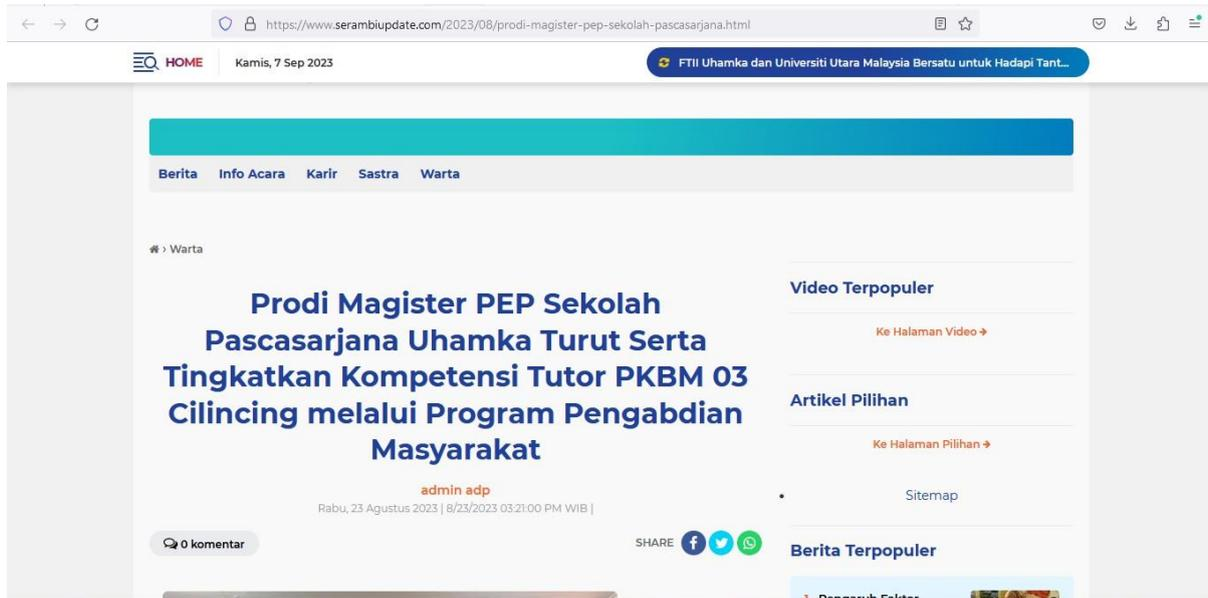 https://www.serambiupdate.com/2023/08/prodi-magister-pep-sekolah-pascasarjana.html
HOME
Kamis, 7 Sep 2023
FTII Uhamka dan Universiti Utara Malaysia Bersatu untuk Hadapi Tant...
Berita Info Acara Karir Sastra Warta
› Warta
Prodi Magister PEP Sekolah
Pascasarjana Uhamka Turut Serta
Tingkatkan Kompetensi Tutor PKBM 03
Cilincing melalui Program Pengabdian
Masyarakat
admin adp
Rabu, 23 Agustus 2023 | 8/23/2023 03:21:00 PM WIB |
0 komentar
SHARE
Video Terpopuler
Ke Halaman Video →
Artikel Pilihan
Ke Halaman Pilihan →
Sitemap
Berita Terpopuler
Pengaruh Faktor